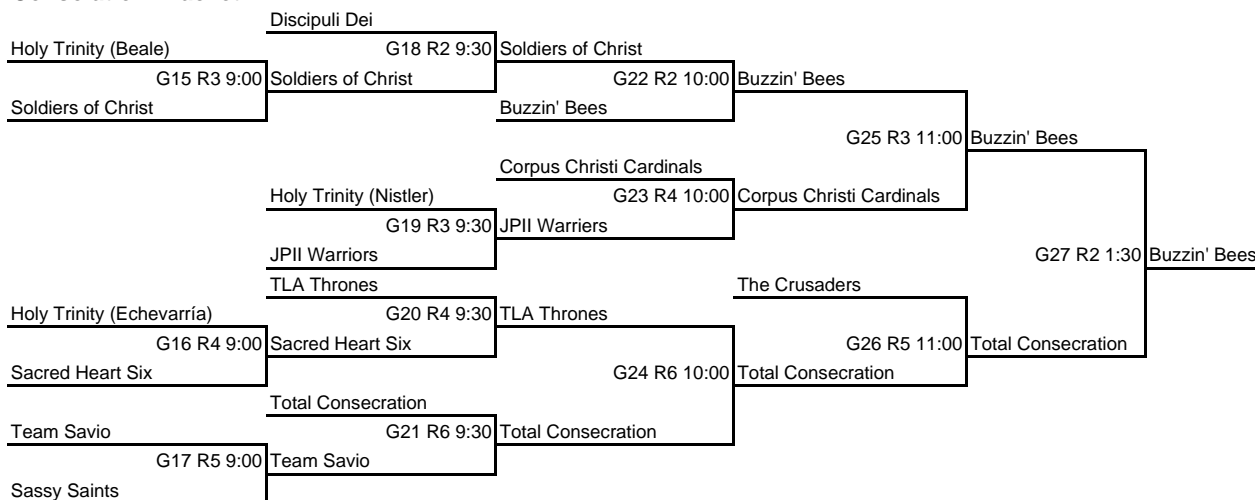 Discipuli Dei
Holy Trinity (Beale)
G18 R2 9:30 Soldiers of Christ
G15 R3 9:00 Soldiers of Christ
G22 R2 10:00 Buzzin' Bees
Soldiers of Christ
Buzzin' Bees
G25 R3 11:00 Buzzin' Bees
Corpus Christi Cardinals
Holy Trinity (Nistler)
G23 R4 10:00 Corpus Christi Cardinals
G19 R3 9:30 JPII Warriers
JPII Warriors
G27 R2 1:30 Buzzin' Bees
TLA Thrones
The Crusaders
Holy Trinity (Echevarría)
G20 R4 9:30 TLA Thrones
G16 R4 9:00 Sacred Heart Six
G26 R5 11:00 Total Consecration
Sacred Heart Six
G24 R6 10:00 Total Consecration
Total Consecration
Team Savio
G21 R6 9:30 Total Consecration
G17 R5 9:00 Team Savio
Sassy Saints